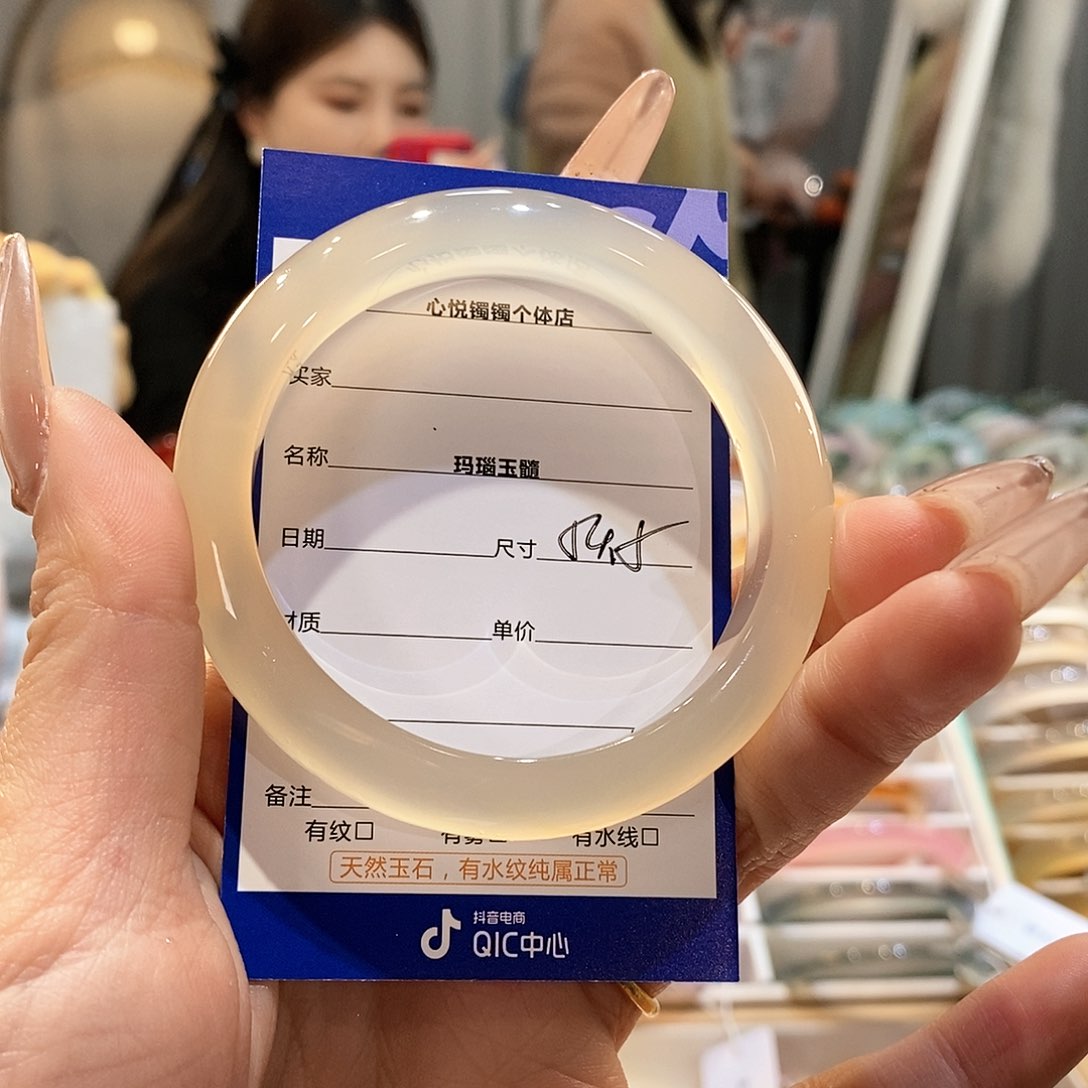 心悦镯镯个体店
买家
名称 玛瑙玉髓
日期 尺寸
材质 单价
备注
有纹□ 有雾□ 有水线□
天然玉石，有水纹纯属正常
抖音电商
QIC中心